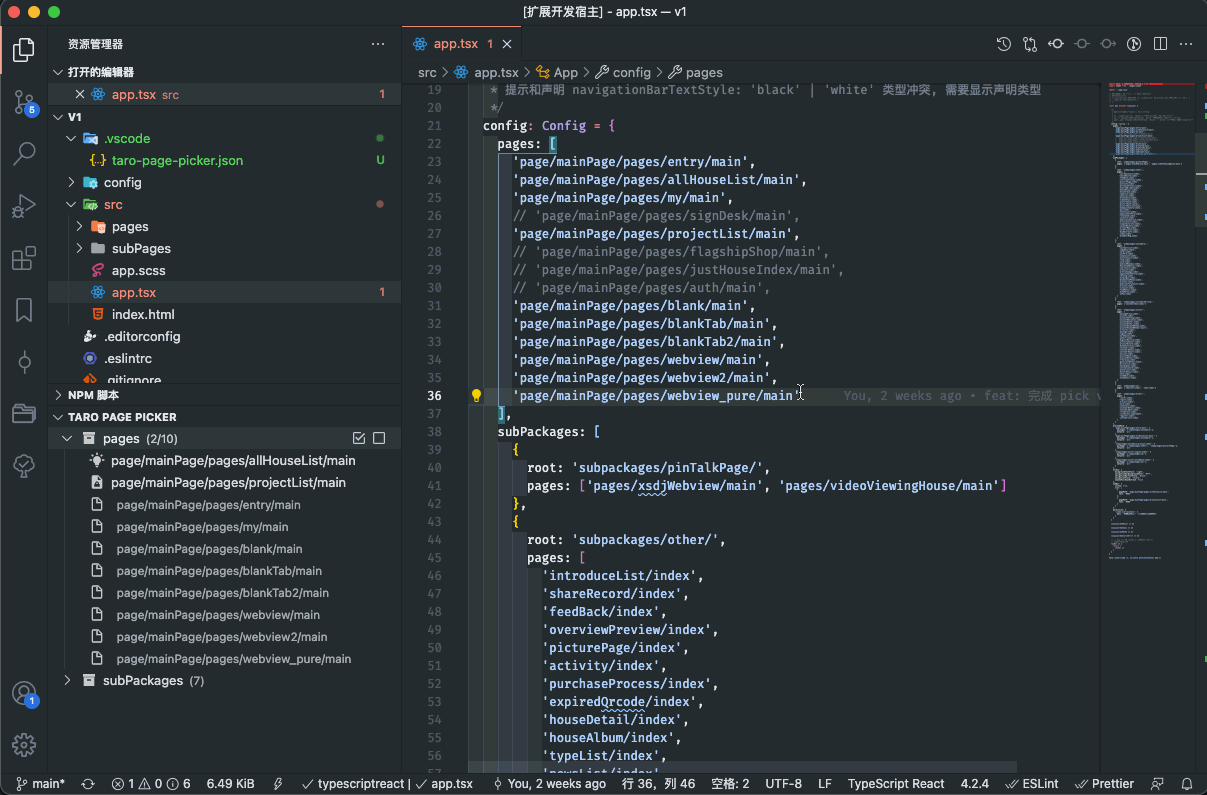 [扩展开发宿主] - app.tsx — v1
资源管理器
打开的编辑器
app.tsx src 1
V1
.vscode
taro-page-picker.json U
config
src
pages
subPages
app.scss
app.tsx 1
index.html
.editorconfig
.eslintrc
.gitignore
NPM 脚本
TARO PAGE PICKER
pages (2/10)
page/mainPage/pages/allHouseList/main
page/mainPage/pages/projectList/main
page/mainPage/pages/entry/main
page/mainPage/pages/my/main
page/mainPage/pages/blank/main
page/mainPage/pages/blankTab/main
page/mainPage/pages/blankTab2/main
page/mainPage/pages/webview/main
page/mainPage/pages/webview2/main
page/mainPage/pages/webview_pure/main
subPackages (7)
5
1
app.tsx 1
src > app.tsx > App > config > pages
19 * 提示和声明 navigationBarTextStyle: 'black' | 'white' 类型冲突, 需要显示声明类型
20 */
21 config: Config = {
22 pages: [
23 'page/mainPage/pages/entry/main',
24 'page/mainPage/pages/allHouseList/main',
25 'page/mainPage/pages/my/main',
26 // 'page/mainPage/pages/signDesk/main',
27 'page/mainPage/pages/projectList/main',
28 // 'page/mainPage/pages/flagshipShop/main',
29 // 'page/mainPage/pages/justHouseIndex/main',
30 // 'page/mainPage/pages/auth/main',
31 'page/mainPage/pages/blank/main',
32 'page/mainPage/pages/blankTab/main',
33 'page/mainPage/pages/blankTab2/main',
34 'page/mainPage/pages/webview/main',
35 'page/mainPage/pages/webview2/main',
36 'page/mainPage/pages/webview_pure/main' You, 2 weeks ago • feat: 完成 pick
37 ],
38 subPackages: [
39 {
40 root: 'subpackages/pinTalkPage/',
41 pages: ['pages/xsdjWebview/main', 'pages/videoViewingHouse/main']
42 },
43 {
44 root: 'subpackages/other/',
45 pages: [
46 'introduceList/index',
47 'shareRecord/index',
48 'feedBack/index',
49 'overviewPreview/index',
50 'picturePage/index',
51 'activity/index',
52 'purchaseProcess/index',
53 'expiredQrcode/index',
54 'houseDetail/index',
55 'houseAlbum/index',
56 'typeList/index',
57 'newsList/index'
main* 1 0 6 6.49 KiB typescriptreact | app.tsx You, 2 weeks ago 行 36，列 46 空格: 2 UTF-8 LF TypeScript React 4.2.4 ESLint Prettier